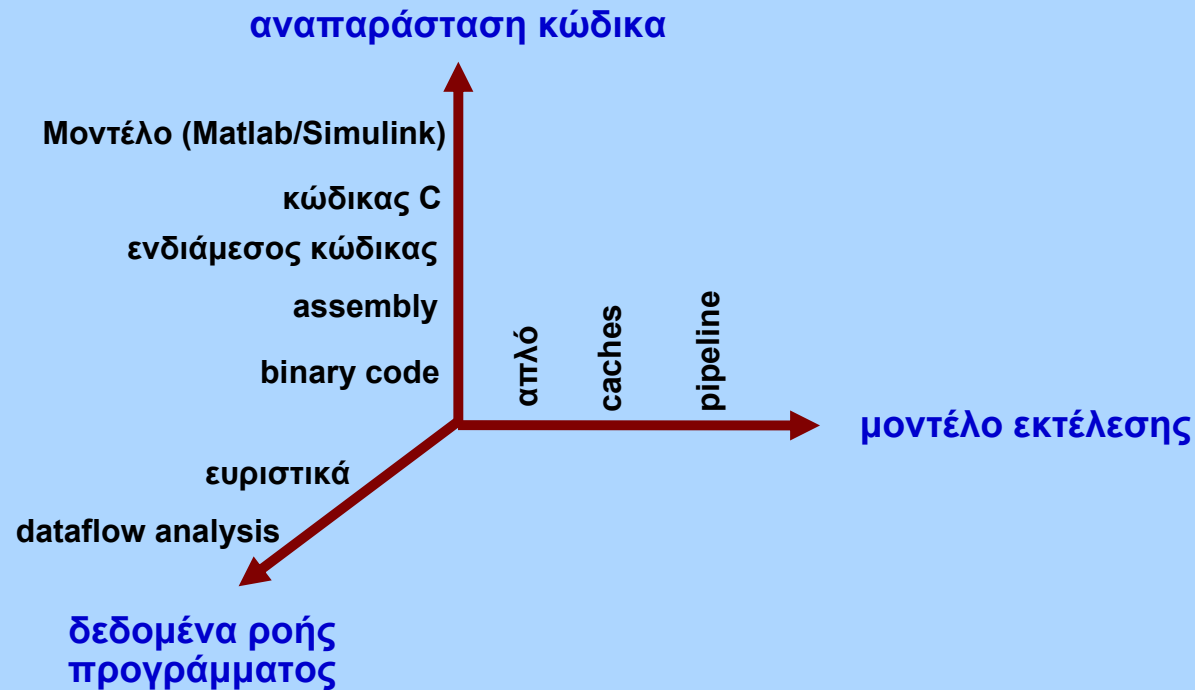 αναπαράσταση κώδικα
Μοντέλο (Matlab/Simulink)
κώδικας C
ενδιάμεσος κώδικας
assembly
binary code
απλό
caches
pipeline
μοντέλο εκτέλεσης
ευριστικά
dataflow analysis
δεδομένα ροής
προγράμματος